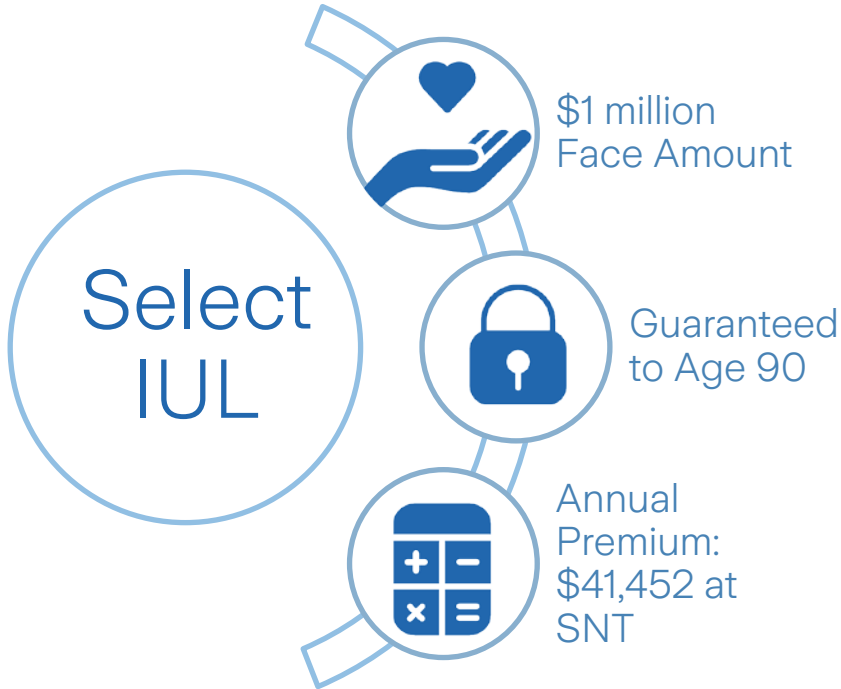 Select
IUL
$1 million
Face Amount
Guaranteed
to Age 90
Annual
Premium:
$41,452 at
SNT